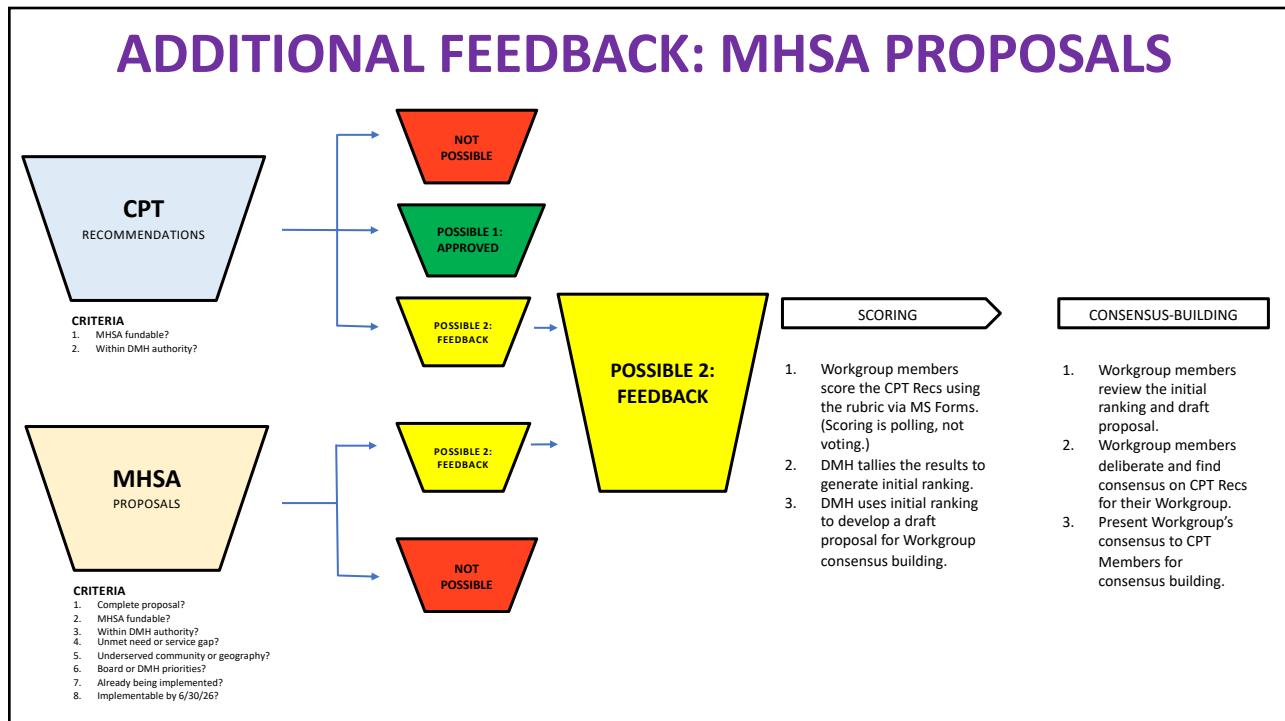 ADDITIONAL FEEDBACK: MHSA PROPOSALS
CPT
RECOMMENDATIONS
CRITERIA
1. MHSA fundable?
2. Within DMH authority?
MHSA
PROPOSALS
CRITERIA
1. Complete proposal?
2. MHSA fundable?
3. Within DMH authority?
4. Unmet need or service gap?
5. Underserved community or geography?
6. Board or DMH priorities?
7. Already being implemented?
8. Implementable by 6/30/26?
NOT
POSSIBLE
POSSIBLE 1:
APPROVED
POSSIBLE 2:
FEEDBACK
POSSIBLE 2:
FEEDBACK
NOT
POSSIBLE
POSSIBLE 2:
FEEDBACK
SCORING
1. Workgroup members
score the CPT Recs using
the rubric via MS Forms.
(Scoring is polling, not
voting.)
2. DMH tallies the results to
generate initial ranking.
3. DMH uses initial ranking
to develop a draft
proposal for Workgroup
consensus building.
CONSENSUS-BUILDING
1. Workgroup members
review the initial
ranking and draft
proposal.
2. Workgroup members
deliberate and find
consensus on CPT Recs
for their Workgroup.
3. Present Workgroup’s
consensus to CPT
Members for
consensus building.